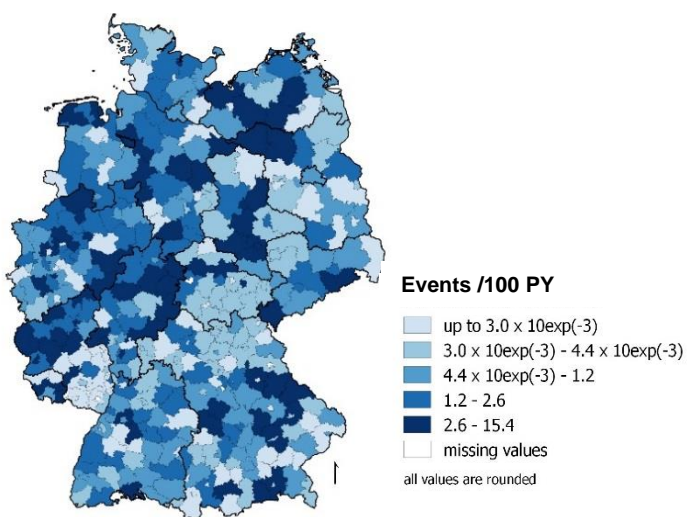 Events /100 PY
up to 3.0 x 10exp(-3)
3.0 x 10exp(-3) - 4.4 x 10exp(-3)
4.4 x 10exp(-3) - 1.2
1.2 - 2.6
2.6 - 15.4
missing values
all values are rounded